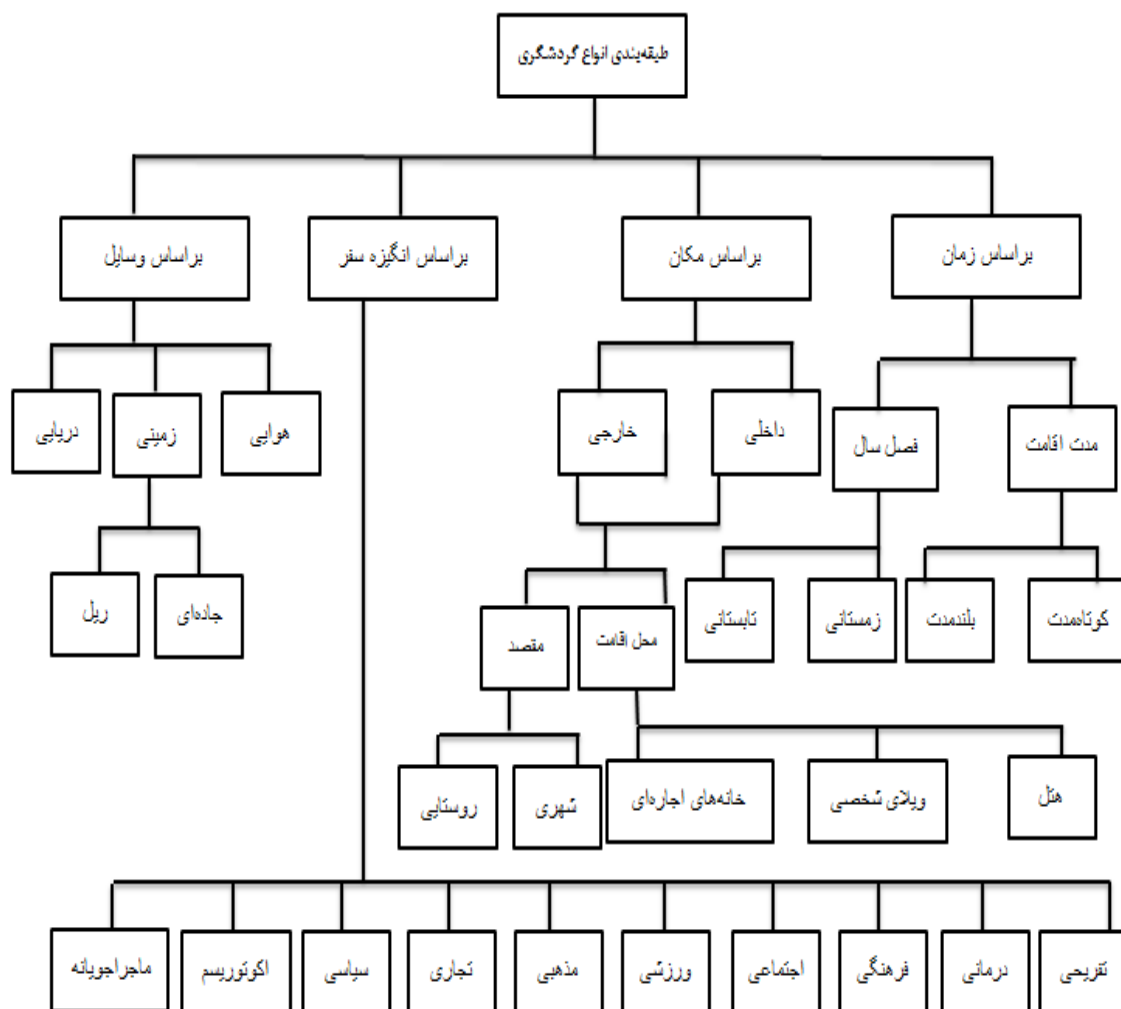 طبقه‌بندی انواع گردشگری
براساس زمان
براساس مکان
براساس انگیزه سفر
براساس وسایل
مدت اقامت
فصل سال
داخلی
خارجی
هوایی
زمینی
دریایی
کوتاه‌مدت
بلندمدت
زمستانی
تابستانی
محل اقامت
مقصد
جاده‌ای
ریل
هتل
ویلای شخصی
خانه‌های اجاره‌ای
شهری
روستایی
تفریحی
درمانی
فرهنگی
اجتماعی
ورزشی
مذهبی
تجاری
سیاسی
اکوتوریسم
ماجراجویانه